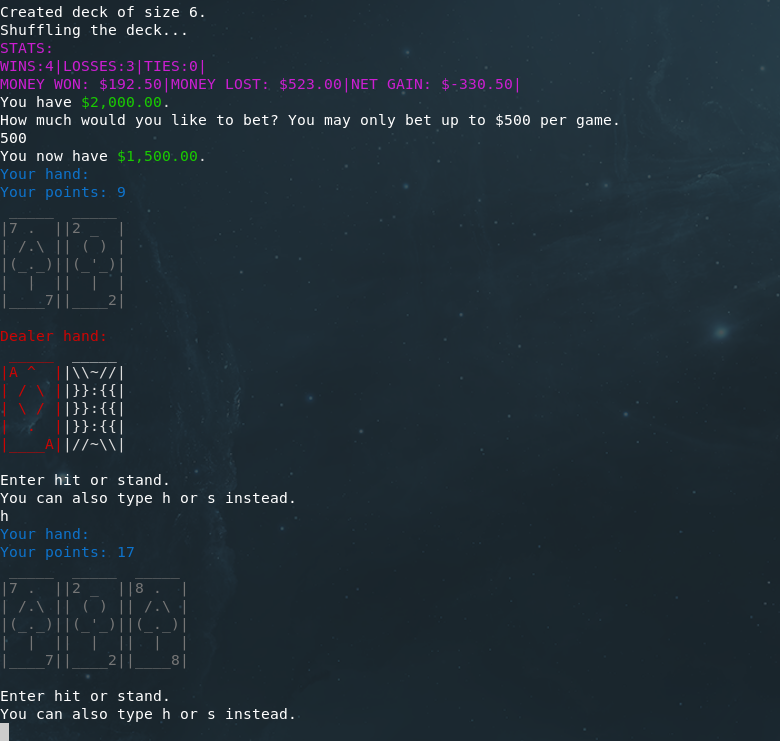 Created deck of size 6.
Shuffling the deck...
STATS:
WINS:4|LOSSES:3|TIES:0|
MONEY WON: $192.50|MONEY LOST: $523.00|NET GAIN: $-330.50|
You have $2,000.00.
How much would you like to bet? You may only bet up to $500 per game.
500
You now have $1,500.00.
Your hand:
Your points: 9
 _____  _____
|7 .  ||2 _  |
| /.\ || ( ) |
|(_._)||(_'_)|
|  |  ||  |  |
|____7||____2|
Dealer hand:
 _____  _____
|A ^  ||\\~//|
| / \ ||}}:{{|
| \ / ||}}:{{|
|  .  ||}}:{{|
|____A||//~\\|
Enter hit or stand.
You can also type h or s instead.
h
Your hand:
Your points: 17
 _____  _____  _____
|7 .  ||2 _  ||8 .  |
| /.\ || ( ) || /.\ |
|(_._)||(_'_)||(_._)|
|  |  ||  |  ||  |  |
|____7||____2||____8|
Enter hit or stand.
You can also type h or s instead.